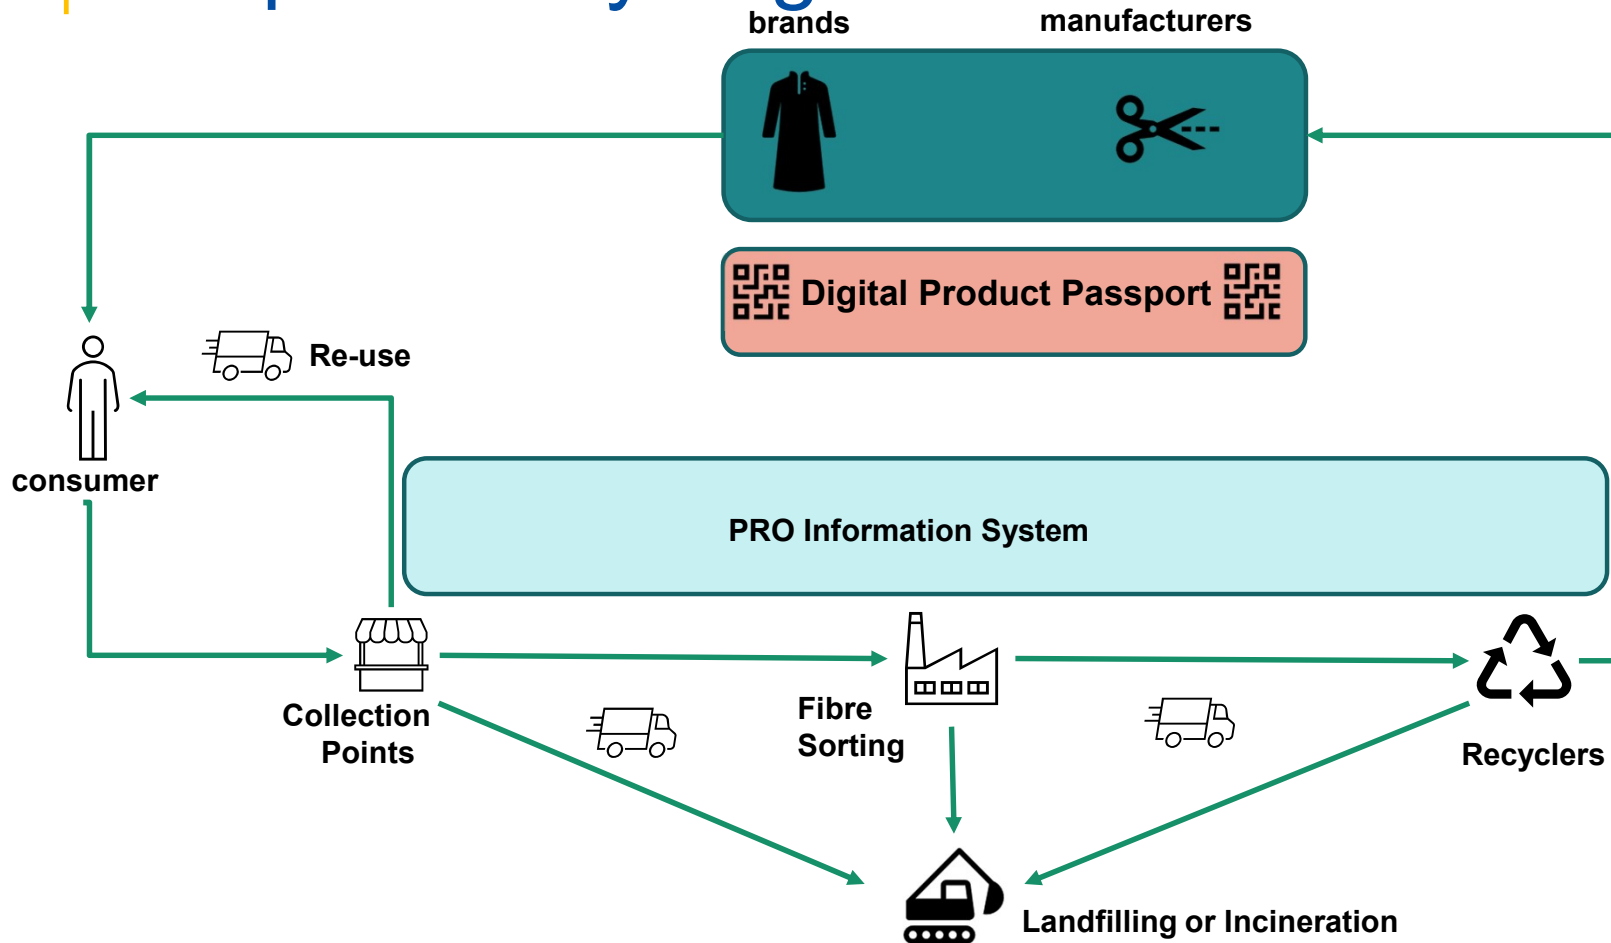 brands
manufacturers
Digital Product Passport
Re-use
consumer
PRO Information System
Collection
Points
Fibre
Sorting
Recyclers
Landfilling or Incineration